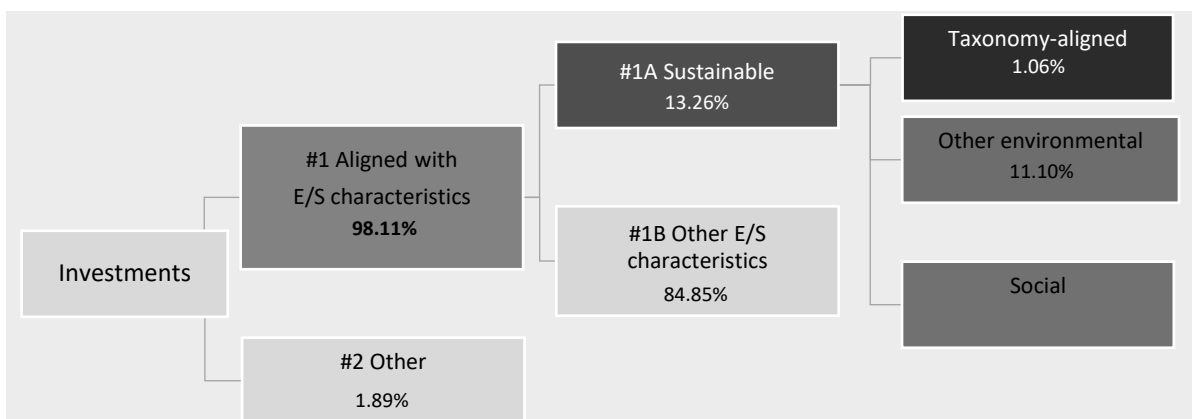 Investments
#1 Aligned with
E/S characteristics
98.11%
#2 Other
1.89%
#1A Sustainable
13.26%
#1B Other E/S
characteristics
84.85%
Taxonomy-aligned
1.06%
Other environmental
11.10%
Social